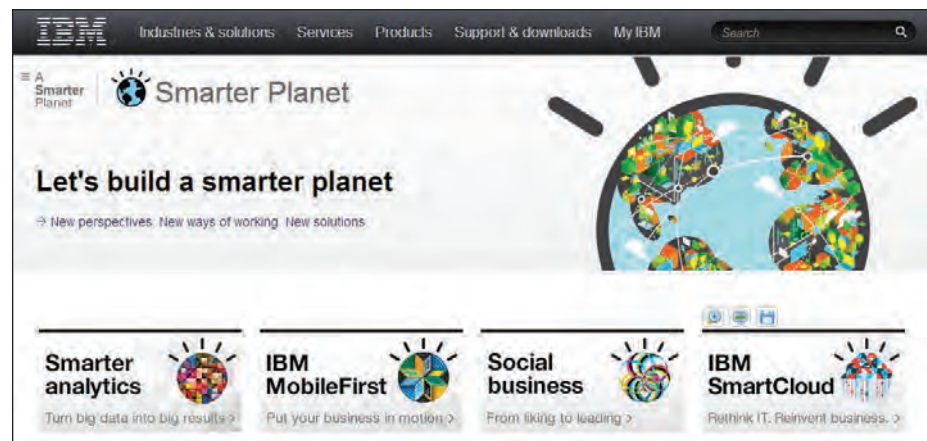 IBM Industries & solutions Services Products Support & downloads My IBM Search
A
Smarter
Planet
Smarter Planet
Let's build a smarter planet
→ New perspectives. New ways of working. New solutions
Smarter
analytics
Turn big data into big results >
IBM
MobileFirst
Put your business in motion >
Social
business
From liking to leading >
IBM
SmartCloud
Rethink IT. Reinvent business. >